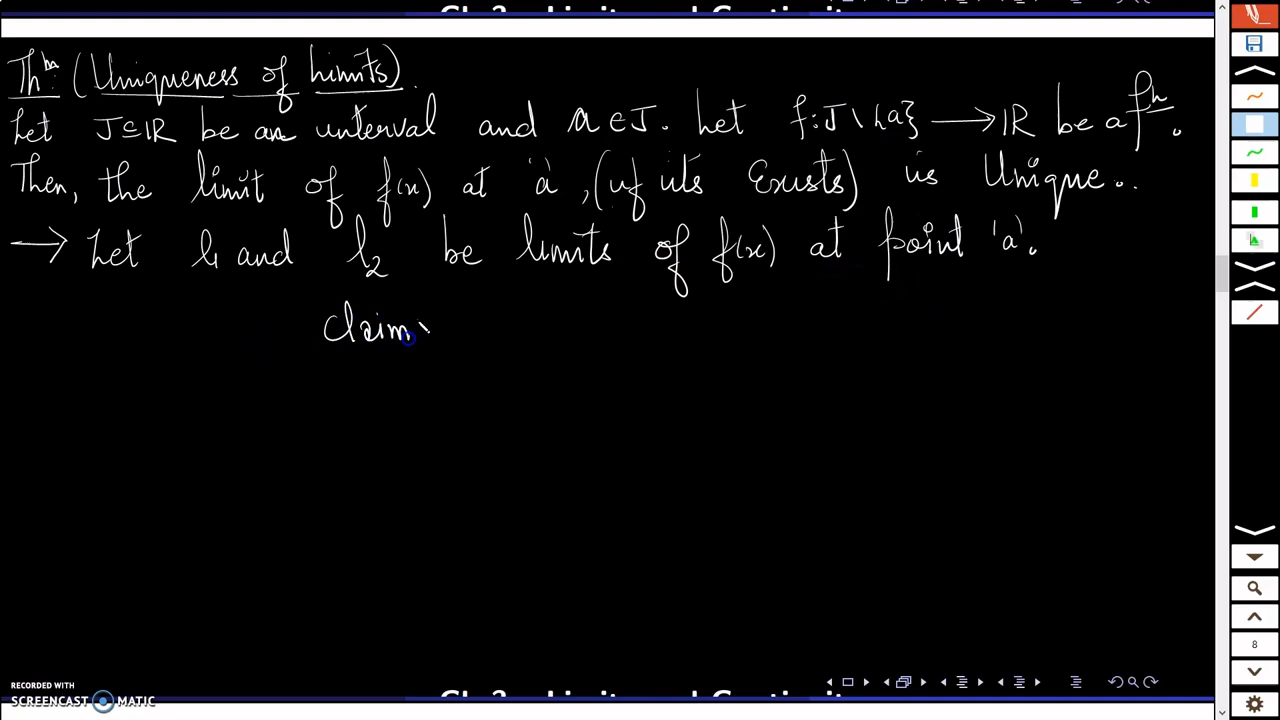 Thm: (Uniqueness of Limits).
Let J⊆ℝ be an interval and a∈J. Let f:J\{a} ⟶ ℝ be a fn.
Then, the limit of f(x) at 'a', (if its Exists) is Unique..
→ Let l1 and l2 be limits of f(x) at point 'a'.
Claim:
8
RECORDED WITH
SCREENCAST MATIC